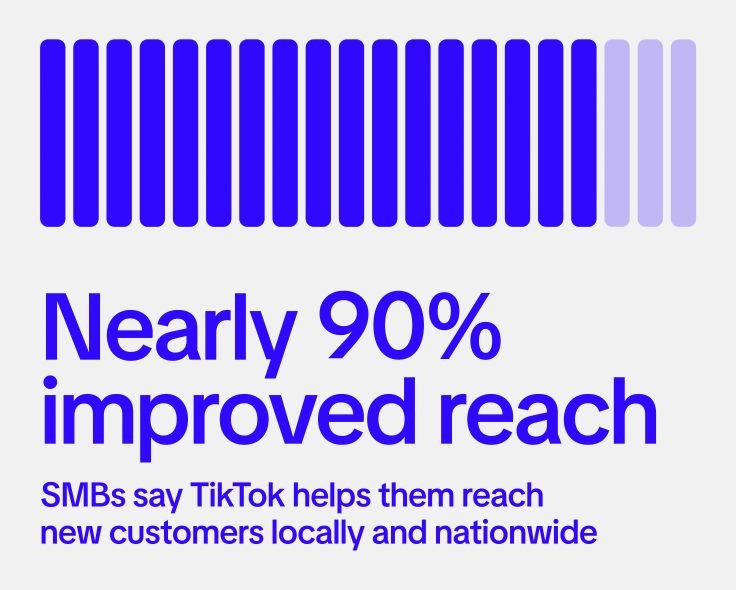 Nearly 90%
improved reach
SMBs say TikTok helps them reach
new customers locally and nationwide